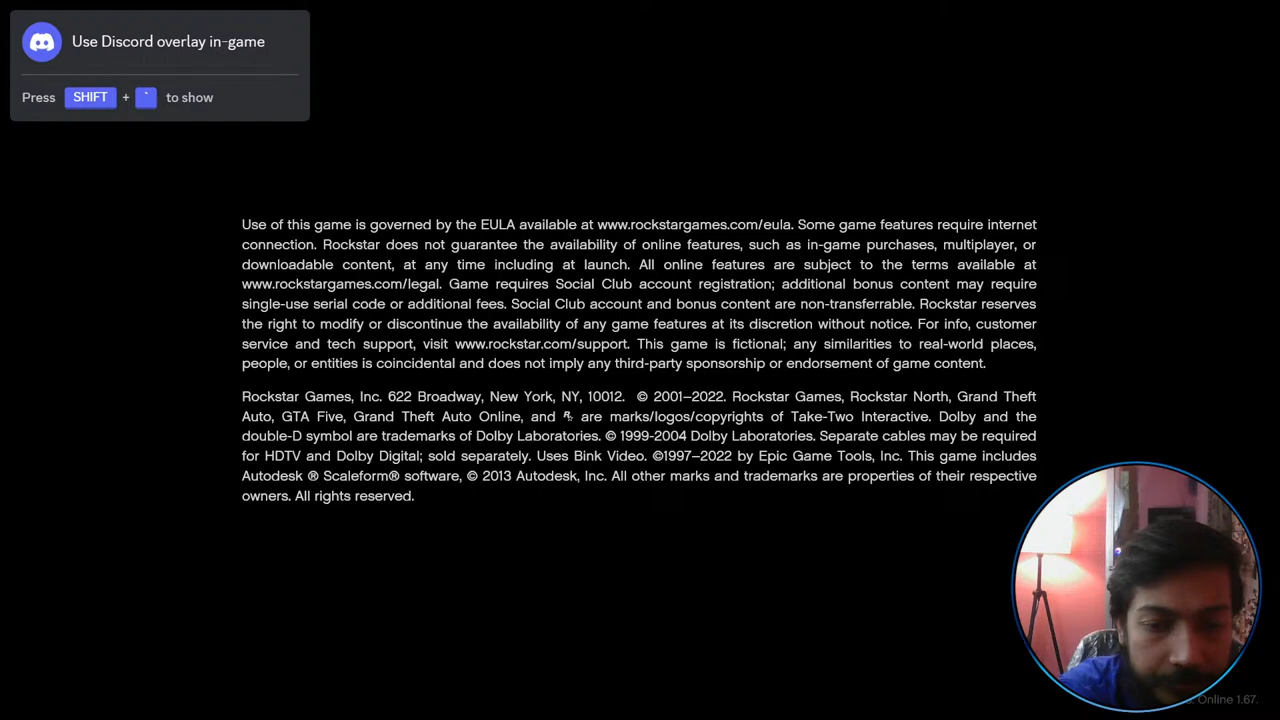 Use Discord overlay in-game
Press SHIFT + ` to show
Use of this game is governed by the EULA available at www.rockstargames.com/eula. Some game features require internet
connection. Rockstar does not guarantee the availability of online features, such as in-game purchases, multiplayer, or
downloadable content, at any time including at launch. All online features are subject to the terms available at
www.rockstargames.com/legal. Game requires Social Club account registration; additional bonus content may require
single-use serial code or additional fees. Social Club account and bonus content are non-transferrable. Rockstar reserves
the right to modify or discontinue the availability of any game features at its discretion without notice. For info, customer
service and tech support, visit www.rockstar.com/support. This game is fictional; any similarities to real-world places,
people, or entities is coincidental and does not imply any third-party sponsorship or endorsement of game content.
Rockstar Games, Inc. 622 Broadway, New York, NY, 10012. © 2001–2022. Rockstar Games, Rockstar North, Grand Theft
Auto, GTA Five, Grand Theft Auto Online, and R* are marks/logos/copyrights of Take-Two Interactive. Dolby and the
double-D symbol are trademarks of Dolby Laboratories. © 1999-2004 Dolby Laboratories. Separate cables may be required
for HDTV and Dolby Digital; sold separately. Uses Bink Video. ©1997–2022 by Epic Game Tools, Inc. This game includes
Autodesk ® Scaleform® software, © 2013 Autodesk, Inc. All other marks and trademarks are properties of their respective
owners. All rights reserved.
Online 1.67.